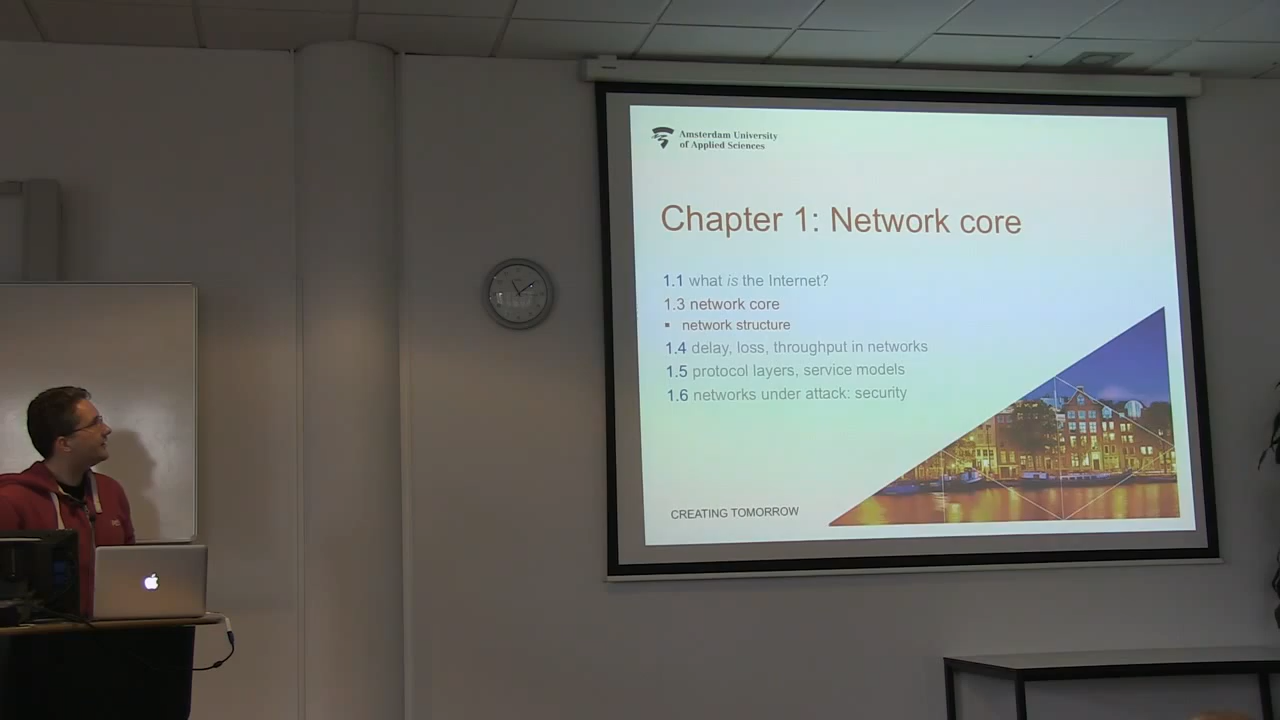 Amsterdam University
of Applied Sciences
Chapter 1: Network core
1.1 what is the Internet?
1.3 network core
▪ network structure
1.4 delay, loss, throughput in networks
1.5 protocol layers, service models
1.6 networks under attack: security
CREATING TOMORROW